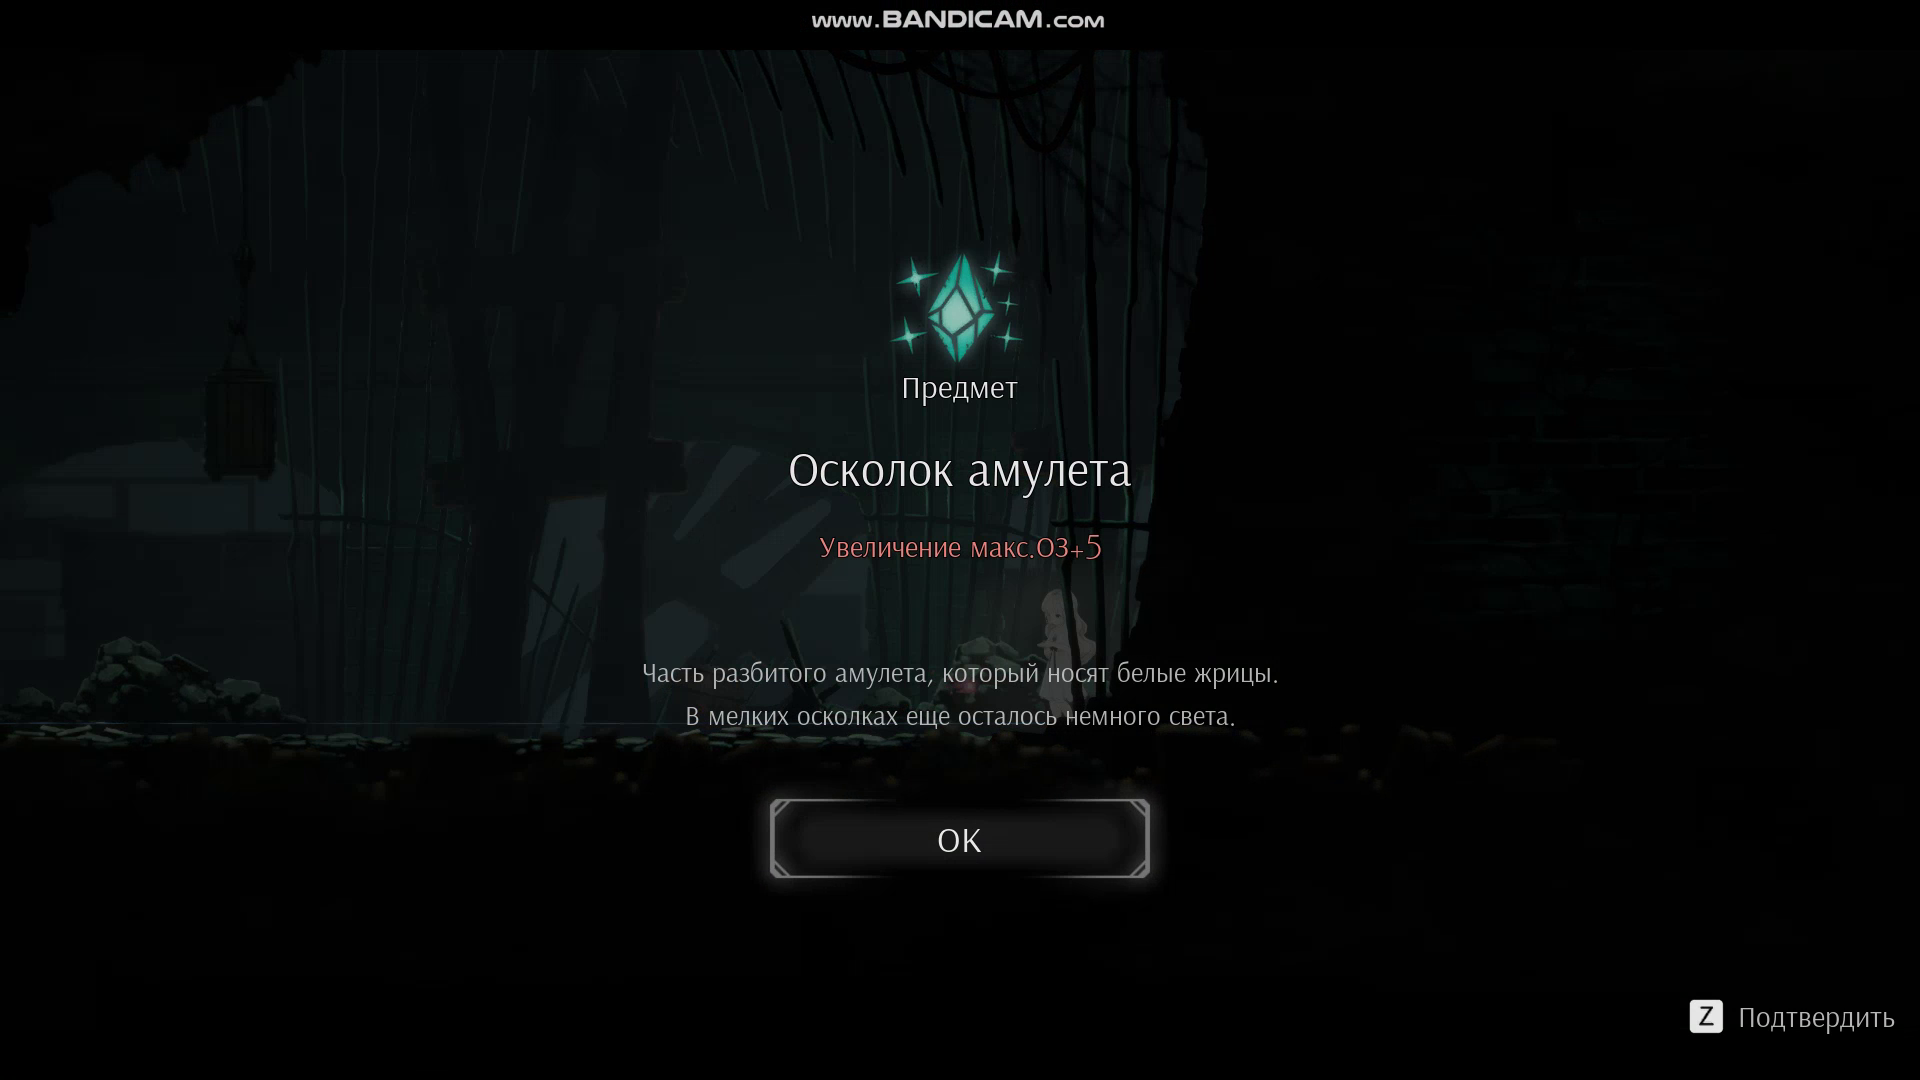 www.BANDICAM.com
Предмет
Осколок амулета
Увеличение макс.ОЗ+5
Часть разбитого амулета, который носят белые жрицы.
В мелких осколках еще осталось немного света.
ОК
Z Подтвердить